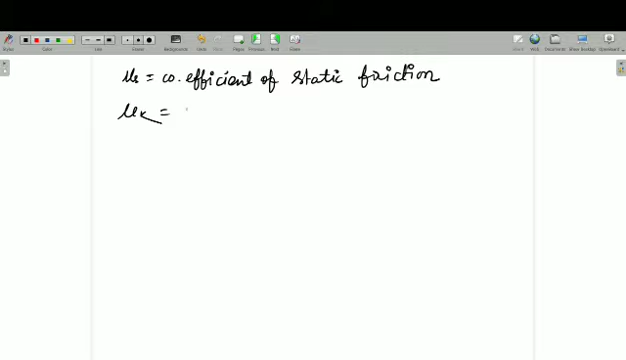 μs = co.efficient of static friction
μk =